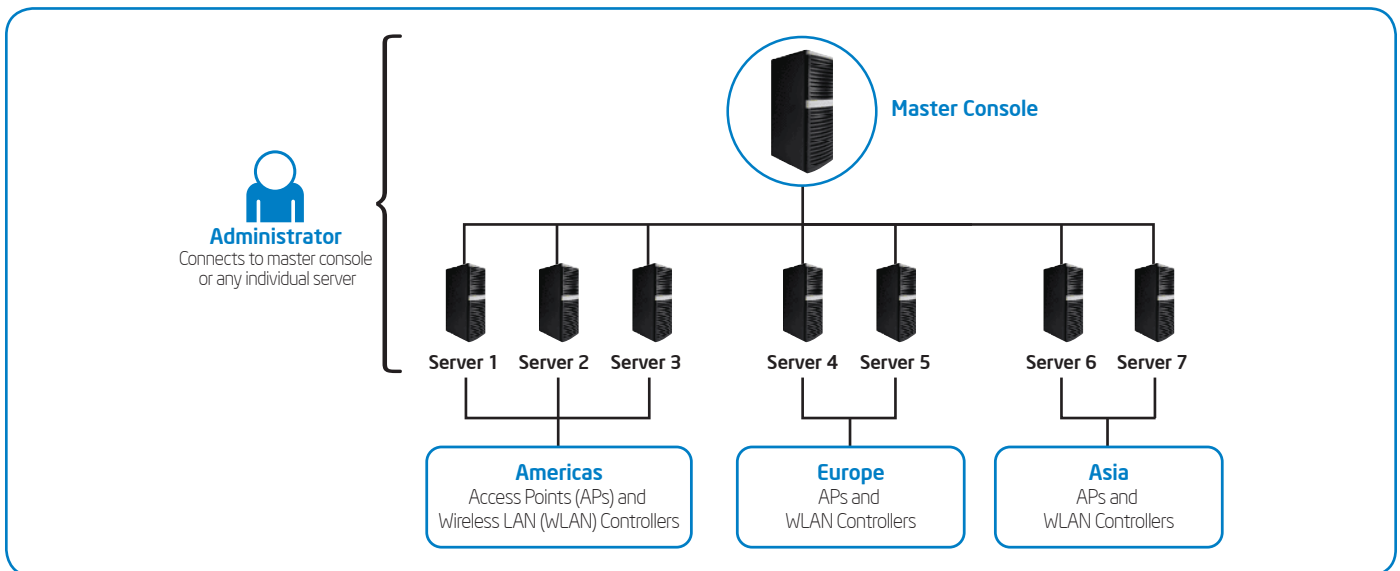 Master Console
Administrator
Connects to master console
or any individual server
Server 1
Server 2
Server 3
Server 4
Server 5
Server 6
Server 7
Americas
Access Points (APs) and
Wireless LAN (WLAN) Controllers
Europe
APs and
WLAN Controllers
Asia
APs and
WLAN Controllers